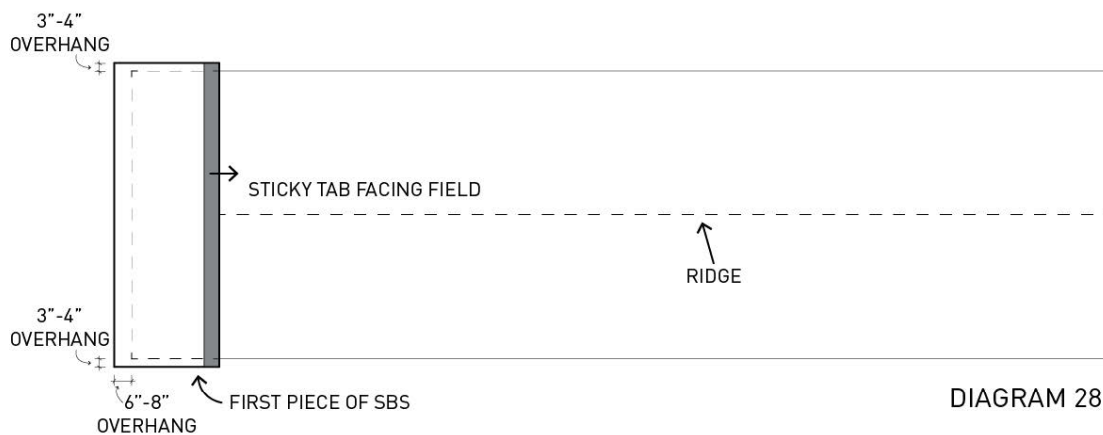 3”-4”
OVERHANG
STICKY TAB FACING FIELD
RIDGE
3”-4”
OVERHANG
6”-8”
OVERHANG
FIRST PIECE OF SBS
DIAGRAM 28